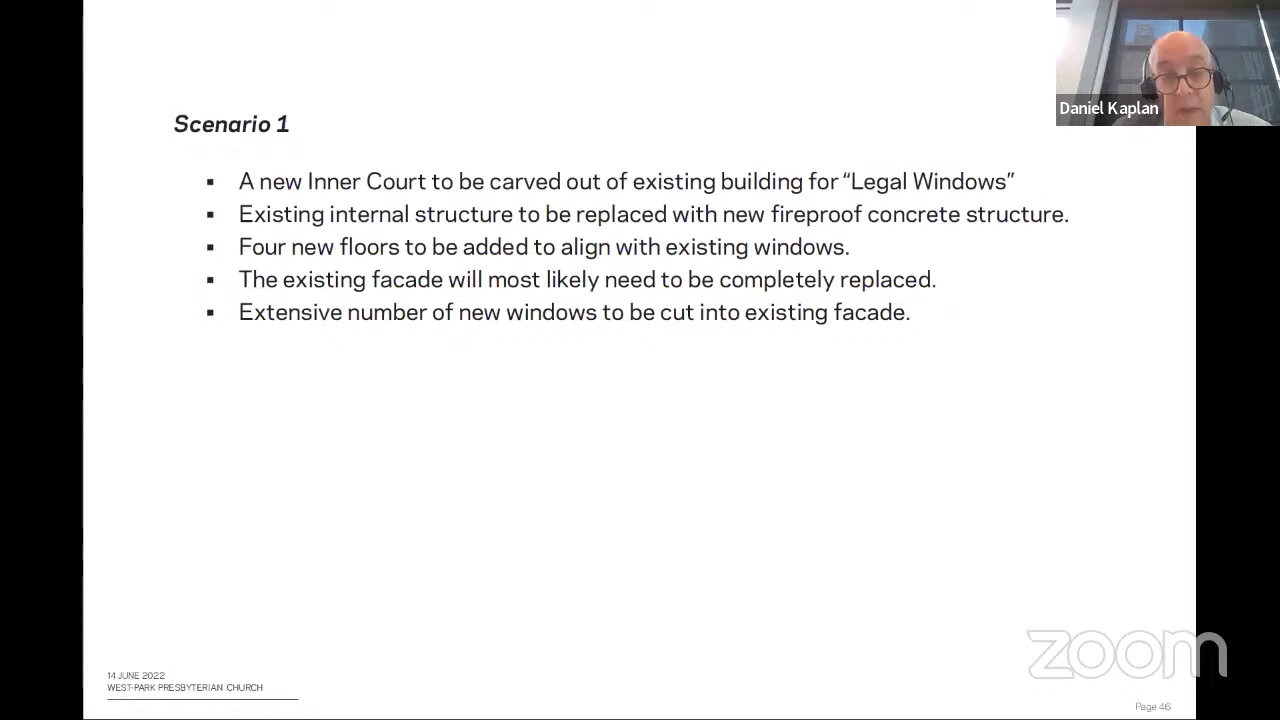 Daniel Kaplan
Scenario 1
▪ A new Inner Court to be carved out of existing building for “Legal Windows”
▪ Existing internal structure to be replaced with new fireproof concrete structure.
▪ Four new floors to be added to align with existing windows.
▪ The existing facade will most likely need to be completely replaced.
▪ Extensive number of new windows to be cut into existing facade.
zoom
14 JUNE 2022
WEST-PARK PRESBYTERIAN CHURCH
Page 46